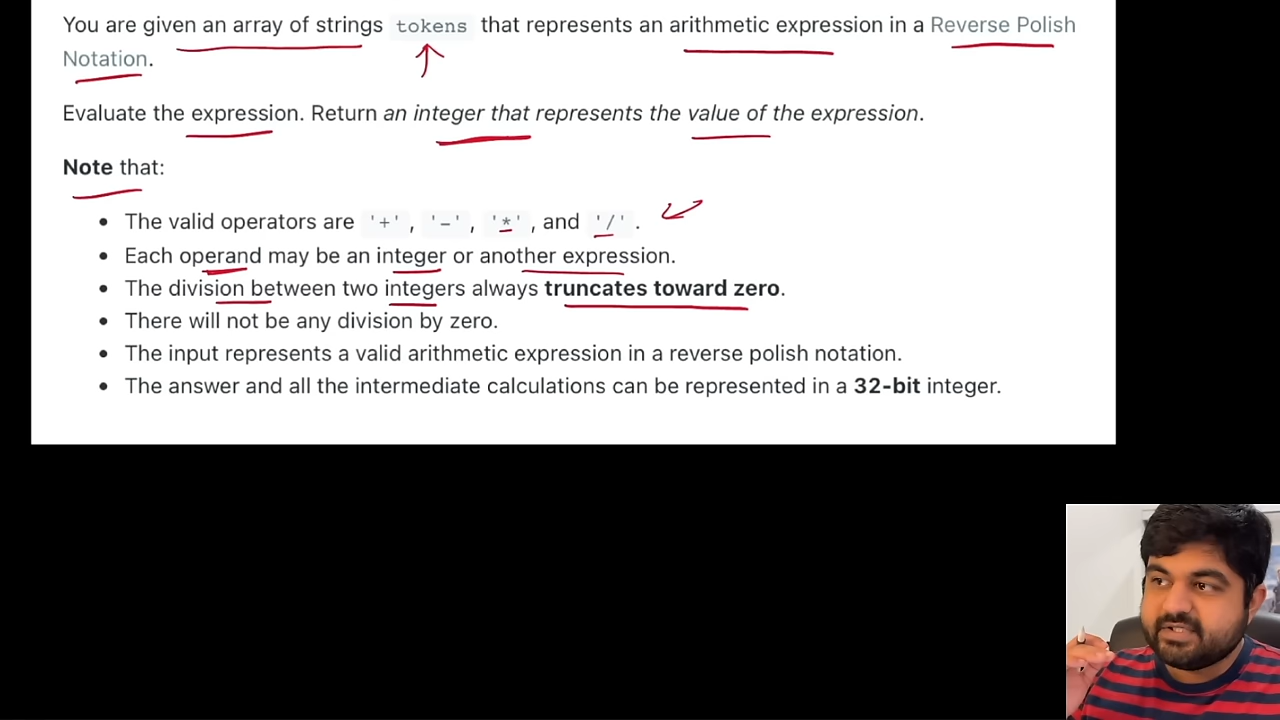 You are given an array of strings tokens that represents an arithmetic expression in a Reverse Polish
Notation.
Evaluate the expression. Return an integer that represents the value of the expression.
Note that:
• The valid operators are '+', '-', '*', and '/'.
• Each operand may be an integer or another expression.
• The division between two integers always truncates toward zero.
• There will not be any division by zero.
• The input represents a valid arithmetic expression in a reverse polish notation.
• The answer and all the intermediate calculations can be represented in a 32-bit integer.